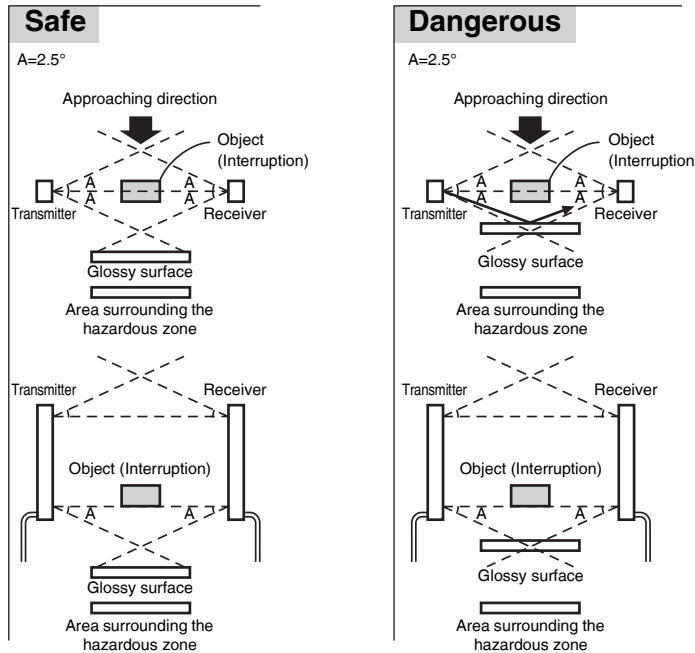 Safe
A=2.5°
Approaching direction
Object
(Interruption)
A A
A A
Transmitter Receiver
Glossy surface
Area surrounding the
hazardous zone
Transmitter Receiver
Object (Interruption)
A A
Glossy surface
Area surrounding the
hazardous zone
Dangerous
A=2.5°
Approaching direction
Object
(Interruption
A A
A A
Transmitter Receiver
Glossy surface
Area surrounding the
hazardous zone
Transmitter Receiver
Object (Interruption)
A A
Glossy surface
Area surrounding the
hazardous zone